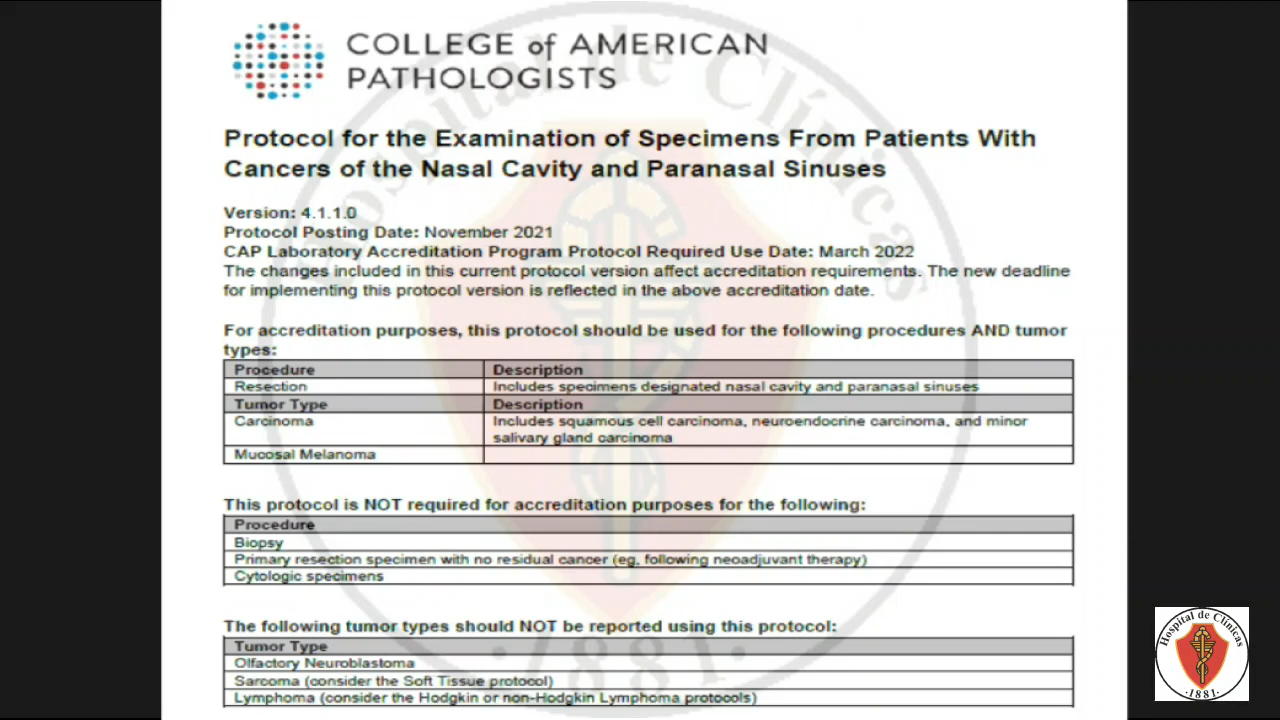 COLLEGE of AMERICAN
PATHOLOGISTS
Protocol for the Examination of Specimens From Patients With
Cancers of the Nasal Cavity and Paranasal Sinuses
Version: 4.1.1.0
Protocol Posting Date: November 2021
CAP Laboratory Accreditation Program Protocol Required Use Date: March 2022
The changes included in this current protocol version affect accreditation requirements. The new deadline
for implementing this protocol version is reflected in the above accreditation date.
For accreditation purposes, this protocol should be used for the following procedures AND tumor
types:
Procedure Description
Resection Includes specimens designated nasal cavity and paranasal sinuses
Tumor Type Description
Carcinoma Includes squamous cell carcinoma, neuroendocrine carcinoma, and minor
salivary gland carcinoma
Mucosal Melanoma
This protocol is NOT required for accreditation purposes for the following:
Procedure
Biopsy
Primary resection specimen with no residual cancer (eg, following neoadjuvant therapy)
Cytologic specimens
The following tumor types should NOT be reported using this protocol:
Tumor Type
Olfactory Neuroblastoma
Sarcoma (consider the Soft Tissue protocol)
Lymphoma (consider the Hodgkin or non-Hodgkin Lymphoma protocols)
Hospital de Clínicas
·1881·
Hospital de Clínicas
·1881·